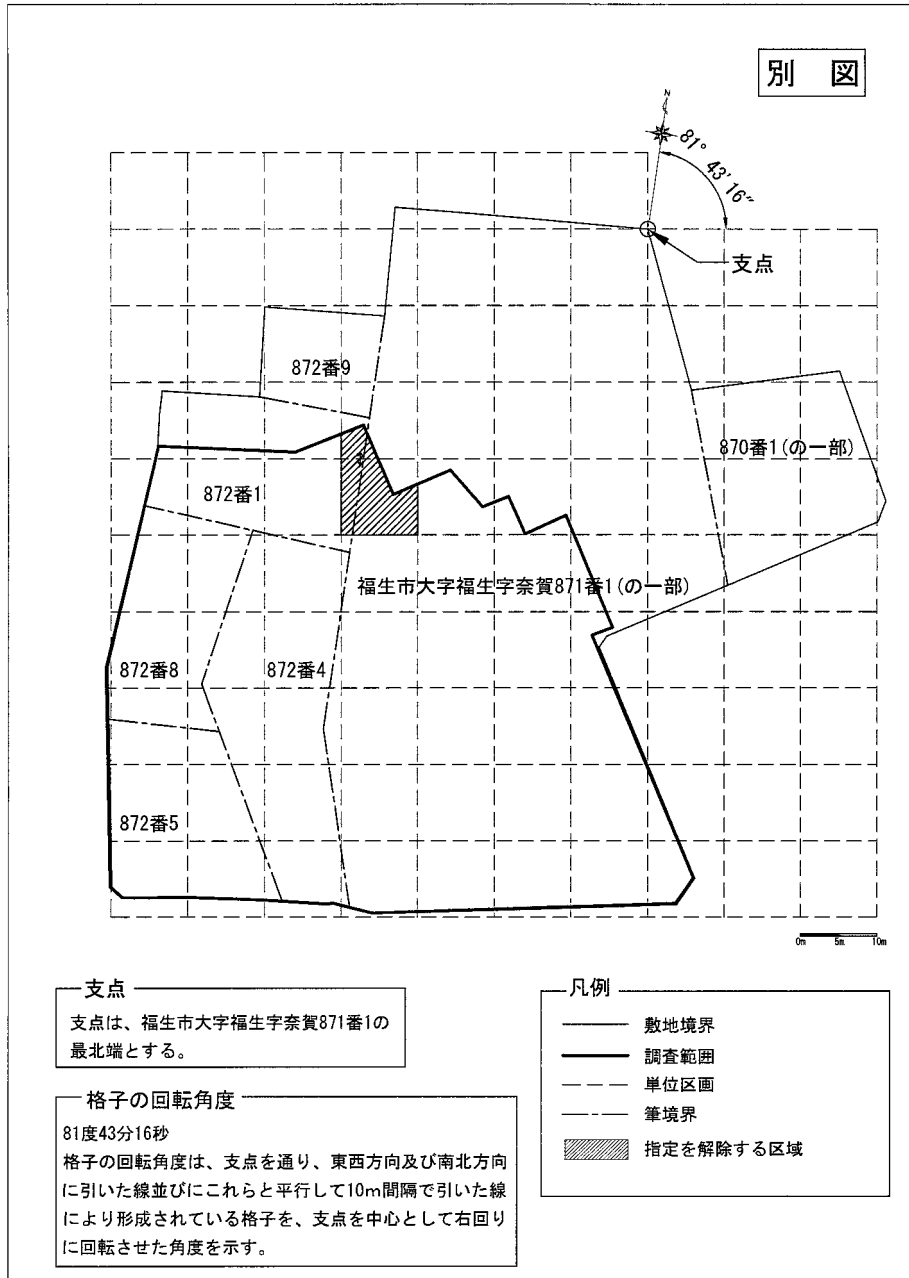 別 図
N
81° 43′ 16″
支点
872番9
870番1(の一部)
872番1
福生市大字福生字奈賀871番1(の一部)
872番8
872番4
872番5
0m 5m 10m
支点
支点は、福生市大字福生字奈賀871番1の
最北端とする。
格子の回転角度
81度43分16秒
格子の回転角度は、支点を通り、東西方向及び南北方向
に引いた線並びにこれらと平行して10m間隔で引いた線
により形成されている格子を、支点を中心として右回り
に回転させた角度を示す。
凡例
敷地境界
調査範囲
単位区画
筆境界
指定を解除する区域